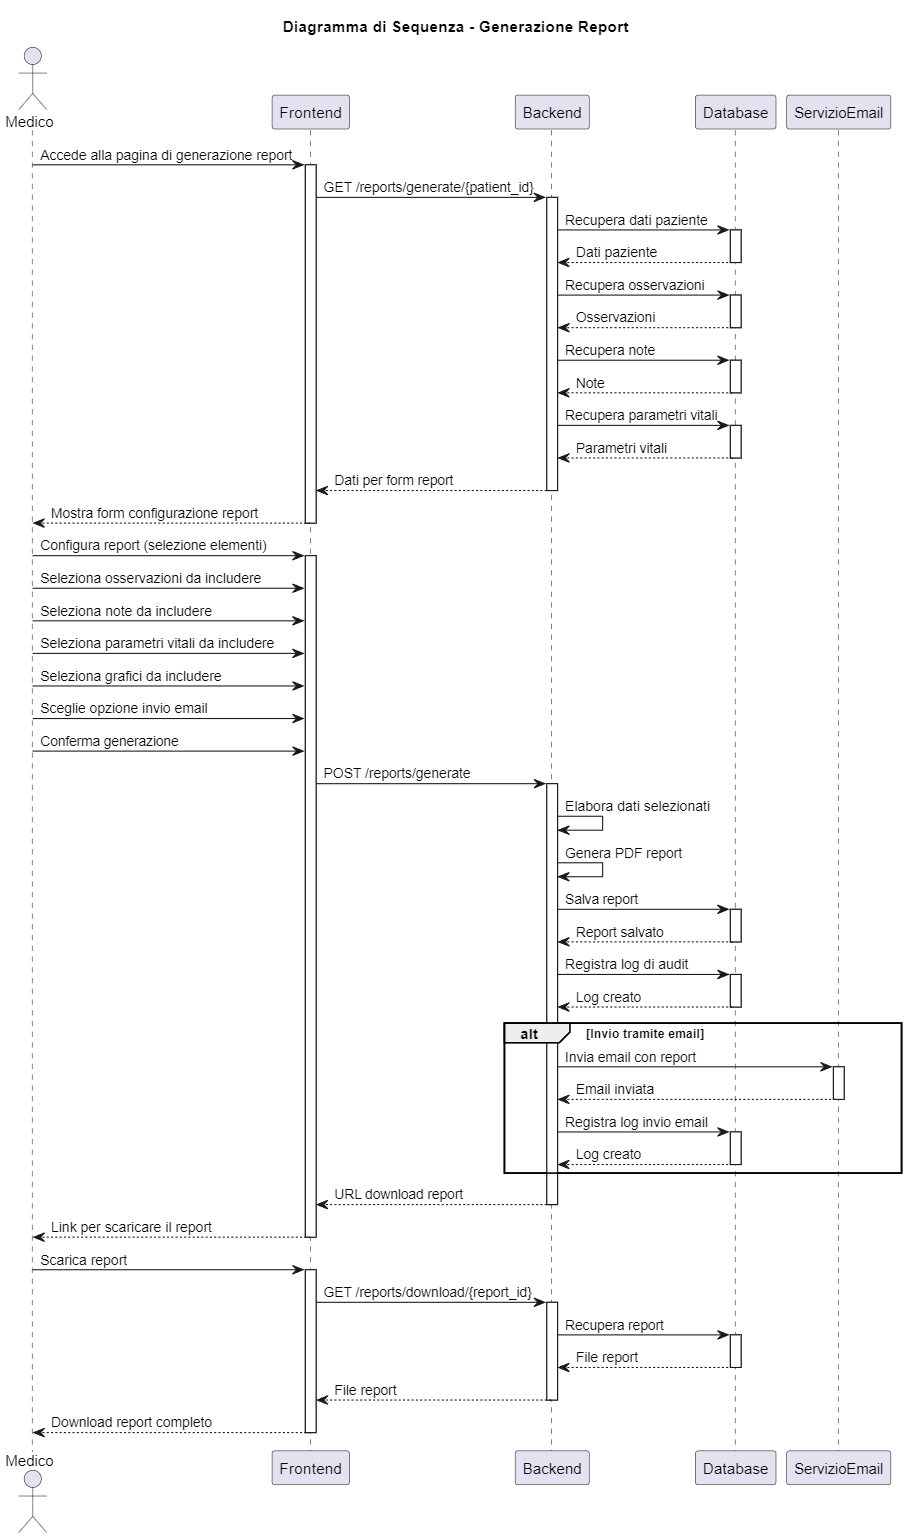 Diagramma di Sequenza - Generazione Report
Medico
Frontend
Backend
Database
ServizioEmail
Accede alla pagina di generazione report
GET /reports/generate/{patient_id}
Recupera dati paziente
Dati paziente
Recupera osservazioni
Osservazioni
Recupera note
Note
Recupera parametri vitali
Parametri vitali
Dati per form report
Mostra form configurazione report
Configura report (selezione elementi)
Seleziona osservazioni da includere
Seleziona note da includere
Seleziona parametri vitali da includere
Seleziona grafici da includere
Sceglie opzione invio email
Conferma generazione
POST /reports/generate
Elabora dati selezionati
Genera PDF report
Salva report
Report salvato
Registra log di audit
Log creato
alt
[Invio tramite email]
Invia email con report
Email inviata
Registra log invio email
Log creato
URL download report
Link per scaricare il report
Scarica report
GET /reports/download/{report_id}
Recupera report
File report
File report
Download report completo
Medico
Frontend
Backend
Database
ServizioEmail